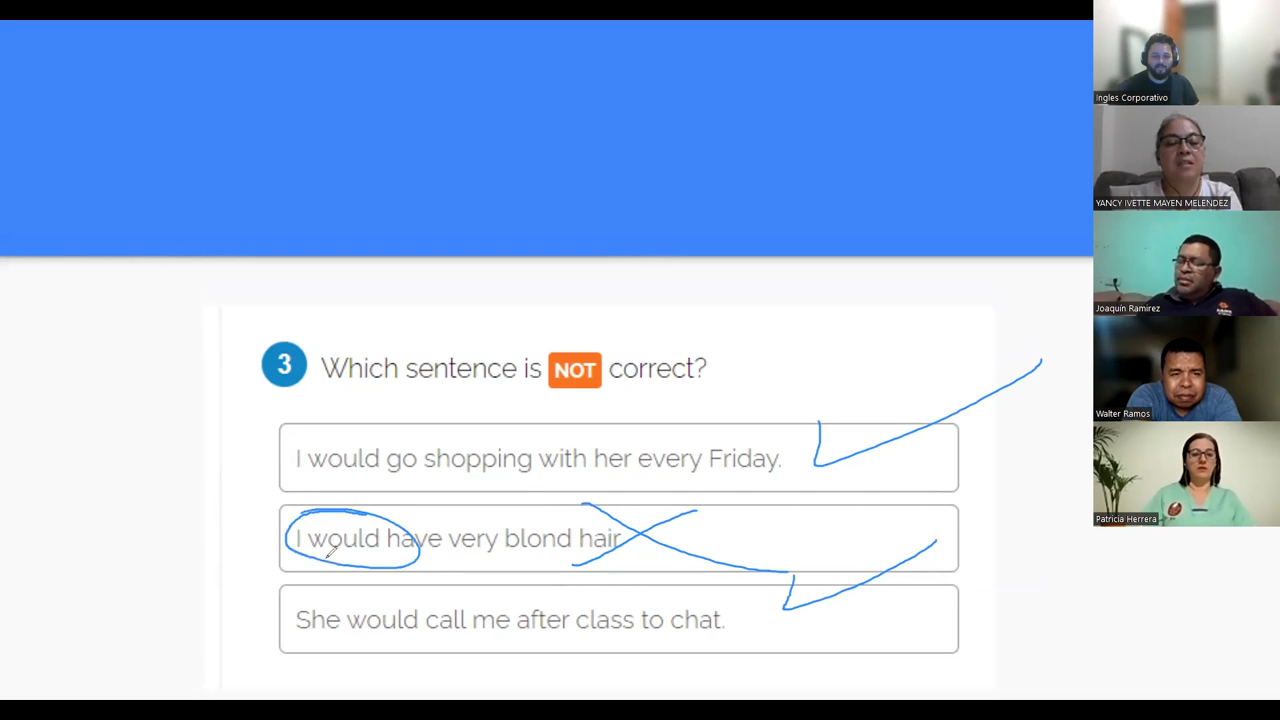 3 Which sentence is NOT correct?
I would go shopping with her every Friday.
I would have very blond hair.
She would call me after class to chat.
Ingles Corporativo
YANCY IVETTE MAYEN MELENDEZ
Joaquín Ramirez
Walter Ramos
Patricia Herrera